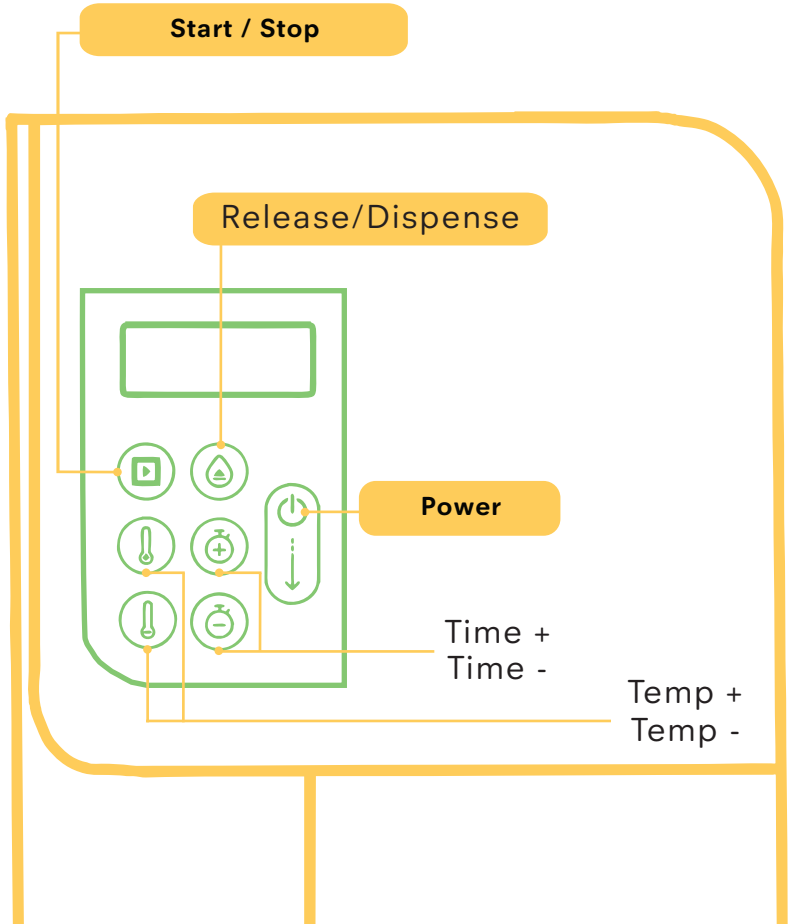 Start / Stop
Release/Dispense
Power
Time +
Time -
Temp +
Temp -